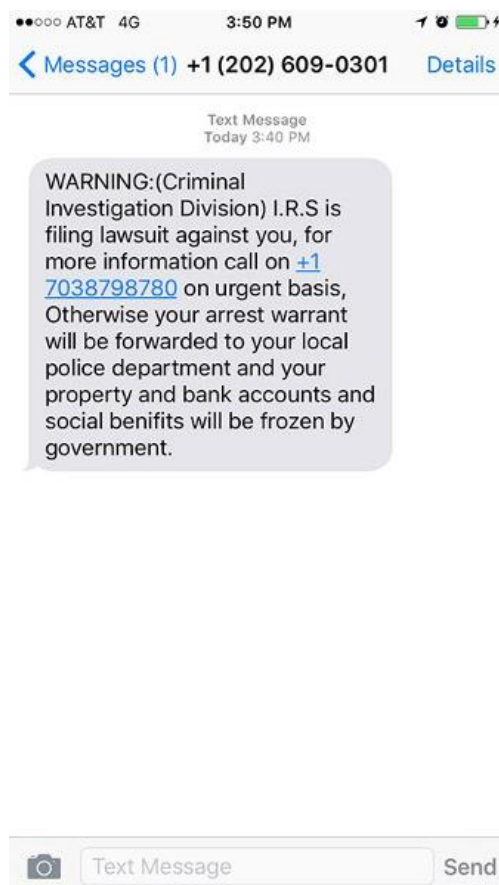 AT&T 4G 3:50 PM
Messages (1) +1 (202) 609-0301 Details
Text Message
Today 3:40 PM
WARNING:(Criminal
Investigation Division) I.R.S is
filing lawsuit against you, for
more information call on +1
7038798780 on urgent basis,
Otherwise your arrest warrant
will be forwarded to your local
police department and your
property and bank accounts and
social benifits will be frozen by
government.
Text Message Send